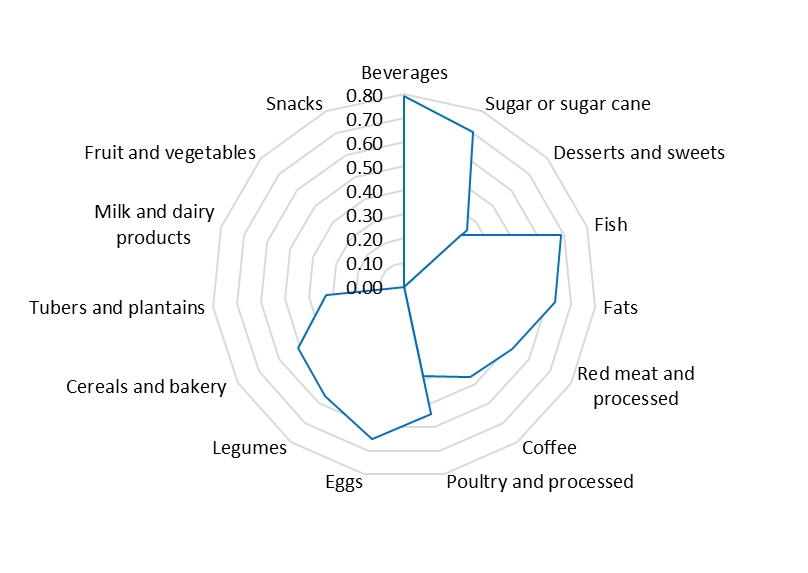 Beverages
Snacks
0.80
Sugar or sugar cane
0.70
0.60
Fruit and vegetables
Desserts and sweets
0.50
0.40
Milk and dairy
products
0.30
Fish
0.20
0.10
0.00
Tubers and plantains
Fats
Red meat and
processed
Cereals and bakery
Legumes
Coffee
Eggs
Poultry and processed